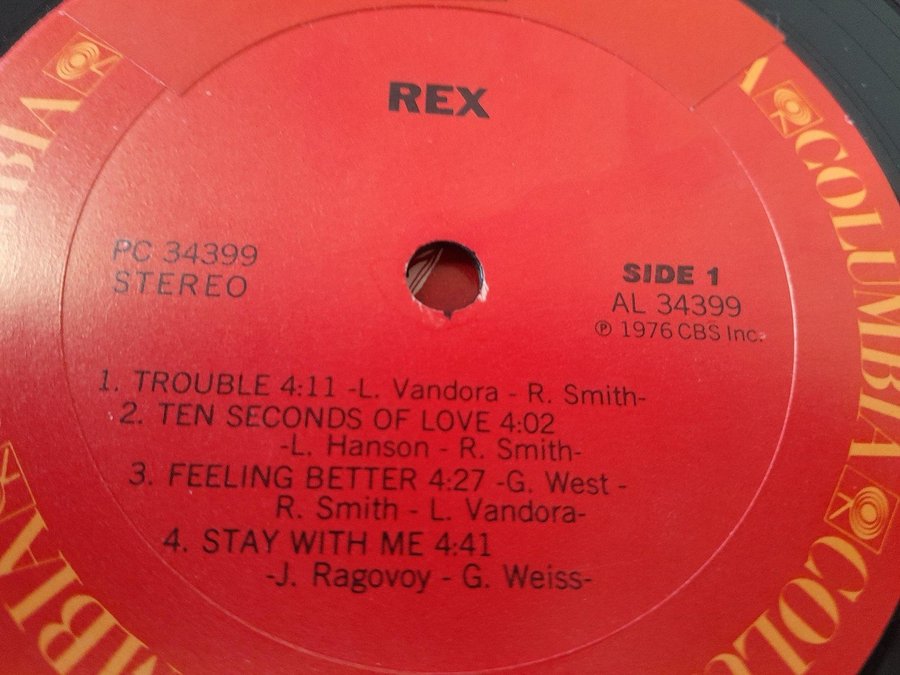 REX
PC 34399
STEREO
SIDE 1
AL 34399
℗ 1976 CBS Inc.
1. TROUBLE 4:11 -L. Vandora - R. Smith-
2. TEN SECONDS OF LOVE 4:02
-L. Hanson - R. Smith-
3. FEELING BETTER 4:27 -G. West -
R. Smith - L. Vandora-
4. STAY WITH ME 4:41
-J. Ragovoy - G. Weiss-
COLUMBIA